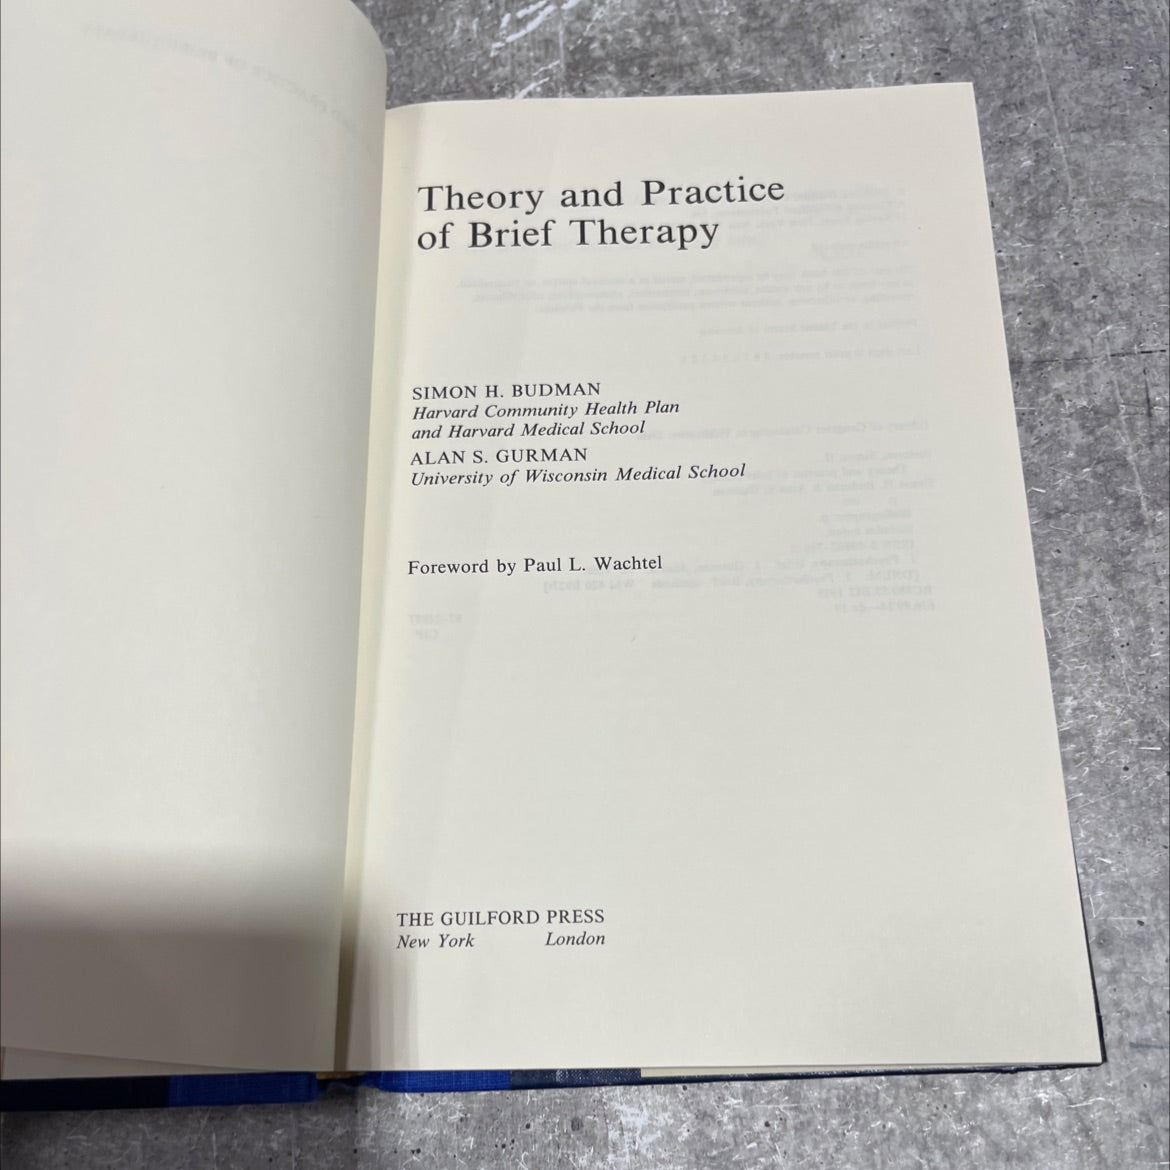 Theory and Practice
of Brief Therapy
SIMON H. BUDMAN
Harvard Community Health Plan
and Harvard Medical School
ALAN S. GURMAN
University of Wisconsin Medical School
Foreword by Paul L. Wachtel
THE GUILFORD PRESS
New York London